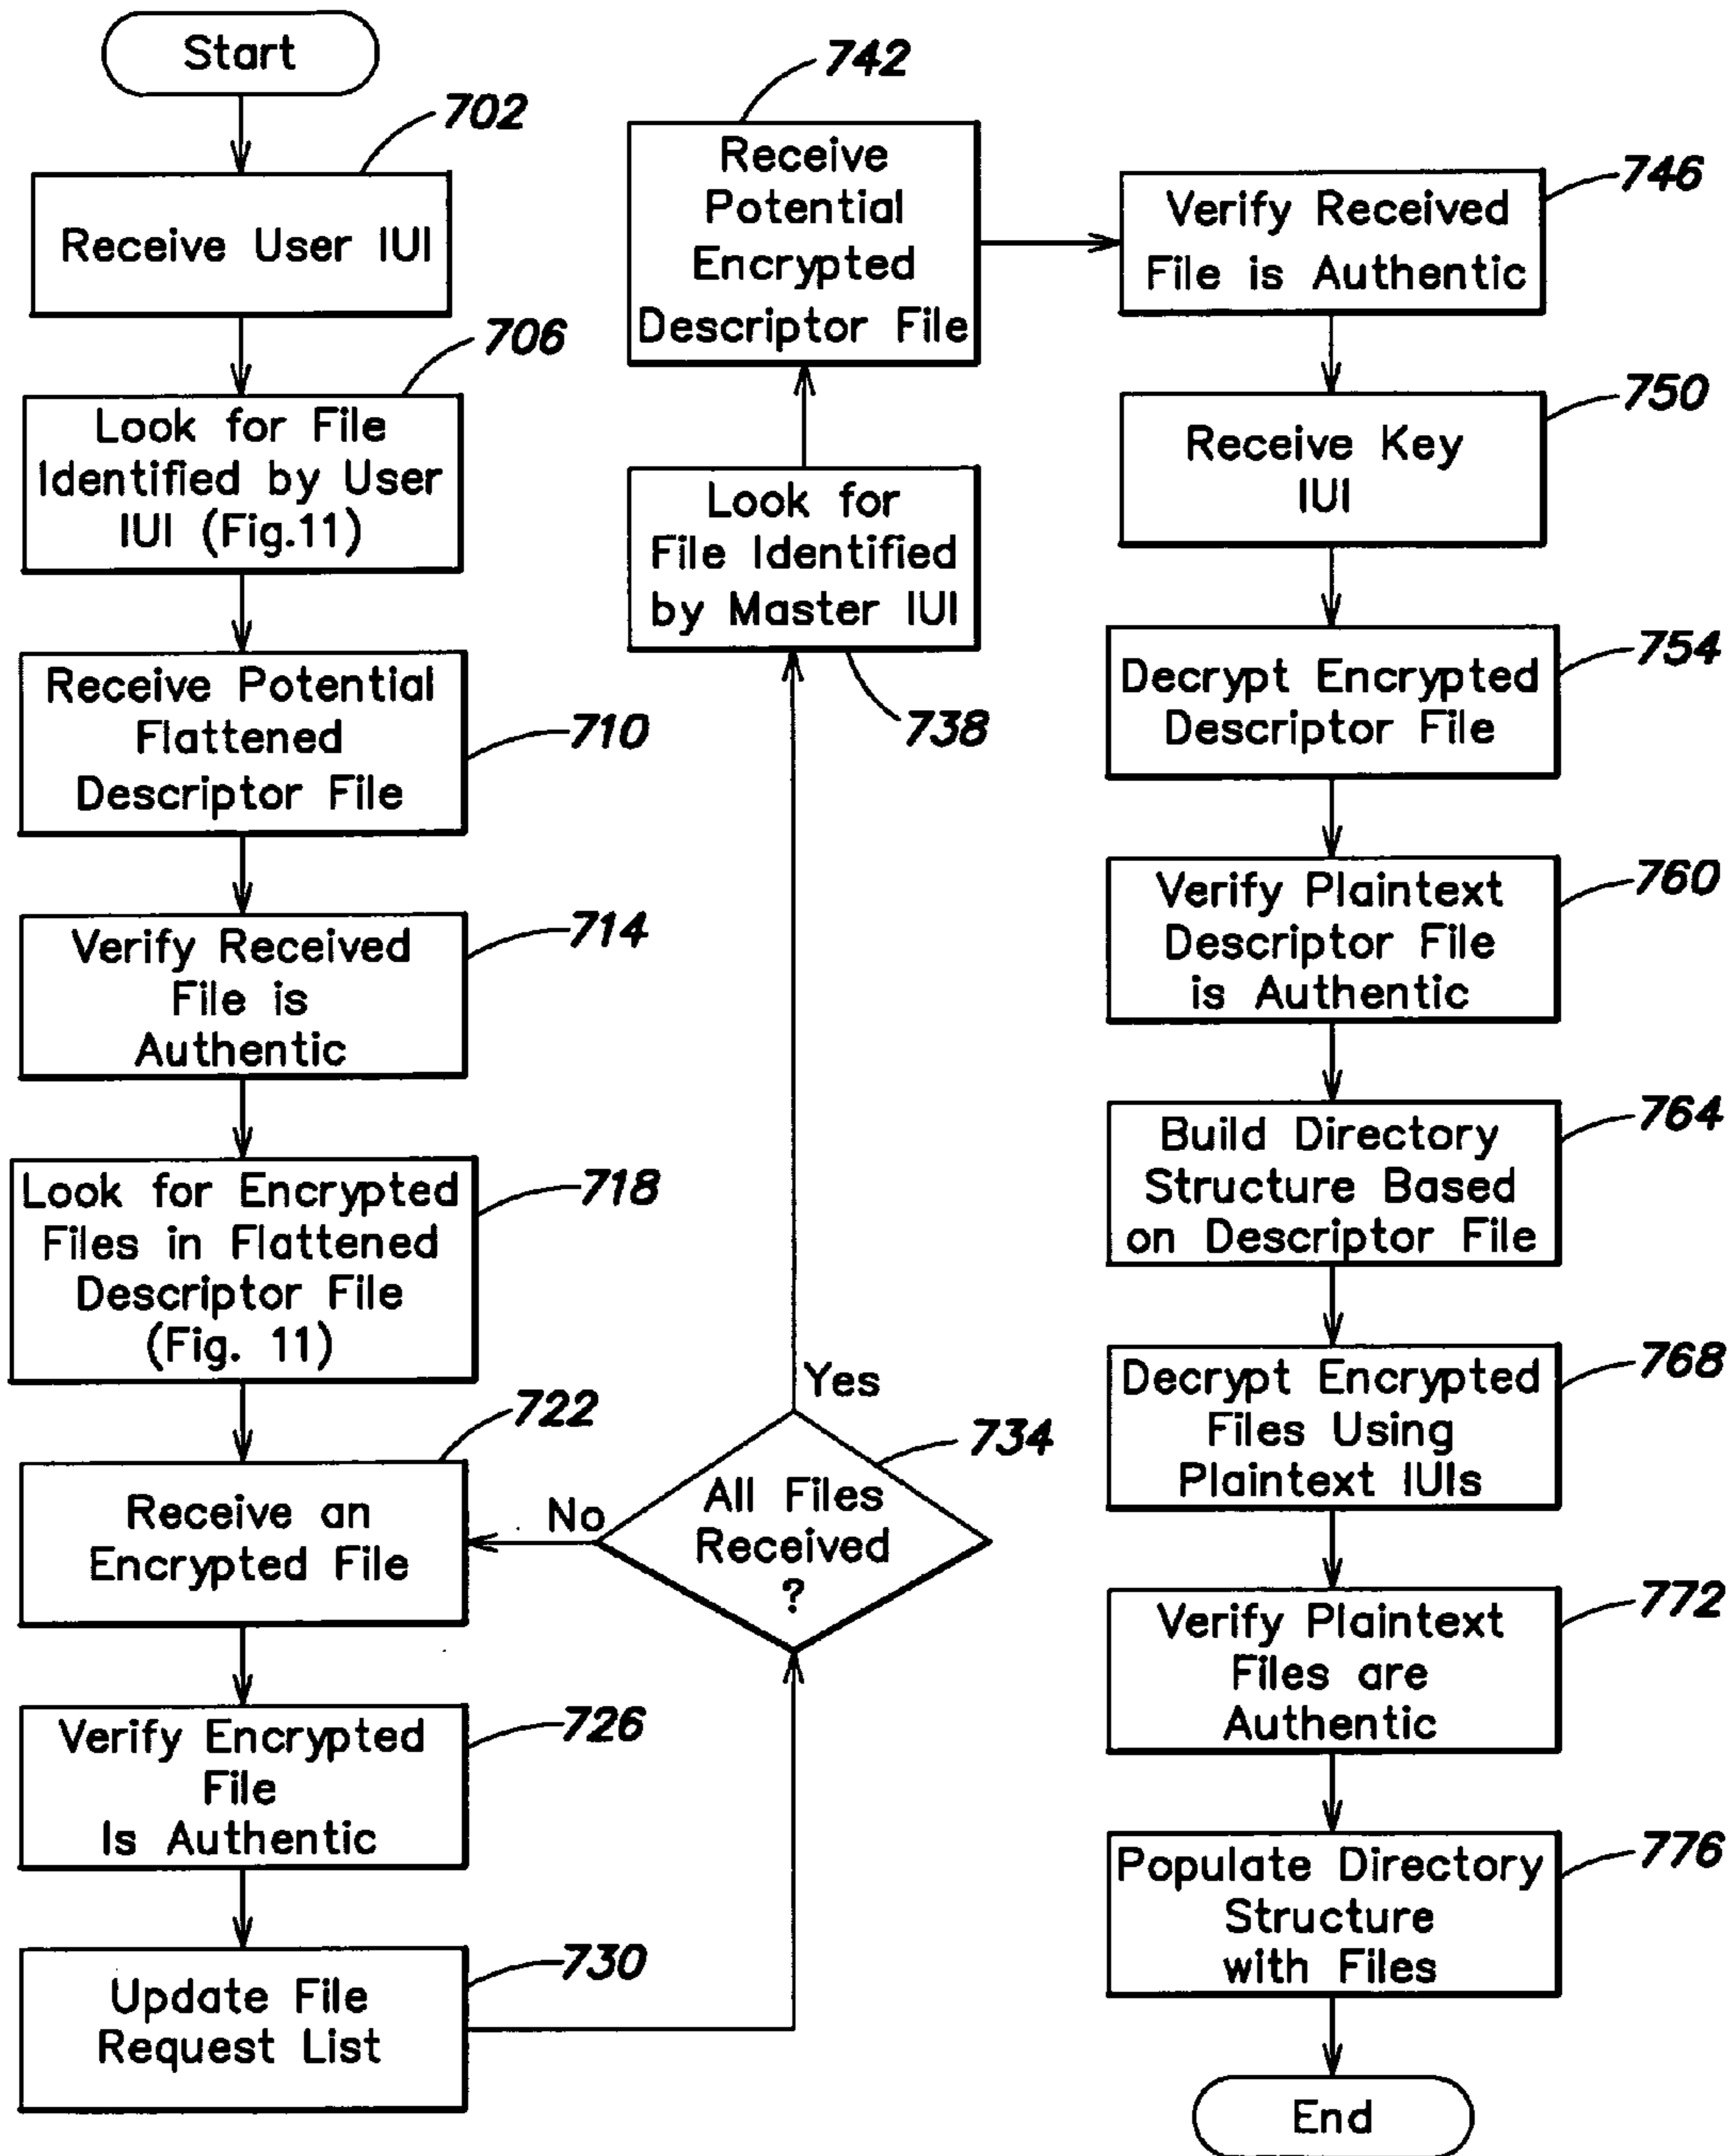 Start
702
Receive User IUI
706
Look for File
Identified by User
IUI (Fig.11)
Receive Potential
Flattened
Descriptor File
710
Verify Received
File is
Authentic
714
Look for Encrypted
Files in Flattened
Descriptor File
(Fig. 11)
718
722
Receive an
Encrypted File
Verify Encrypted
File
Is Authentic
726
Update File
Request List
730
All Files
Received
?
734
No
Yes
Look for
File Identified
by Master IUI
738
742
Receive
Potential
Encrypted
Descriptor File
Verify Received
File is Authentic
746
Receive Key
IUI
750
Decrypt Encrypted
Descriptor File
754
Verify Plaintext
Descriptor File
is Authentic
760
Build Directory
Structure Based
on Descriptor File
764
Decrypt Encrypted
Files Using
Plaintext IUIs
768
Verify Plaintext
Files are
Authentic
772
Populate Directory
Structure
with Files
776
End